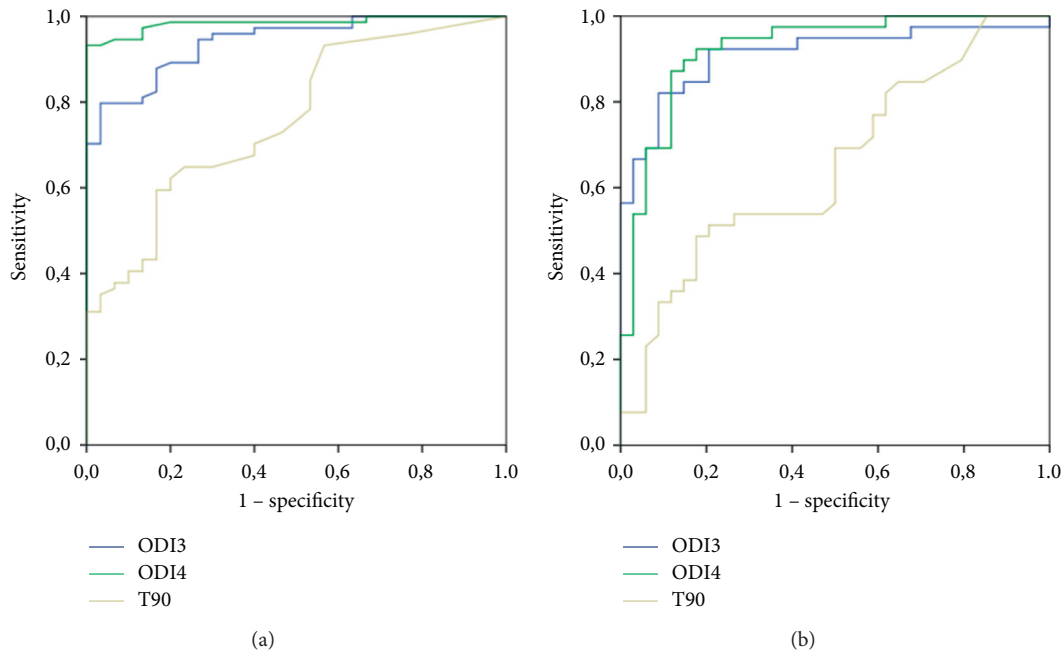 1,0
0,8
0,6
0,4
0,2
0,0
Sensitivity
0,0 0,2 0,4 0,6 0,8 1.0
1 – specificity
ODI3
ODI4
T90
(a)
1,0
0,8
0,6
0,4
0,2
0,0
Sensitivity
0,0 0,2 0,4 0,6 0,8 1.0
1 – specificity
ODI3
ODI4
T90
(b)